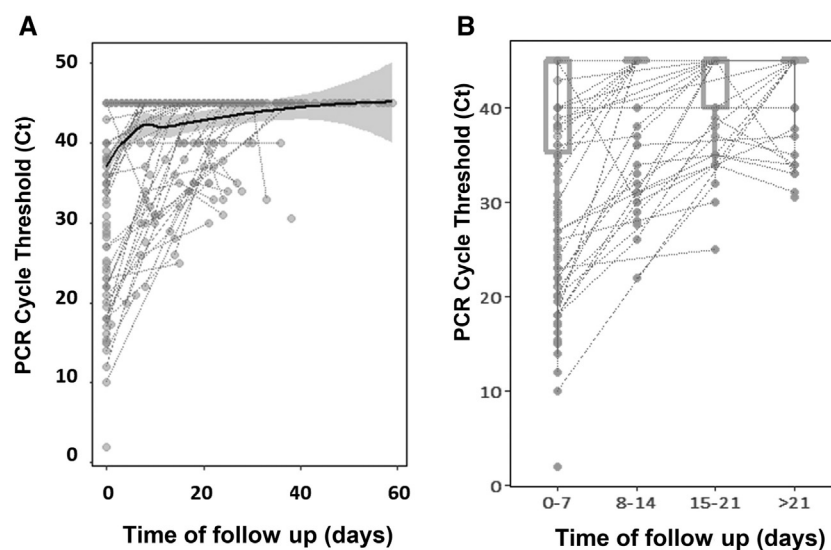 A
PCR Cycle Threshold (Ct)
50
40
30
20
10
0
0 20 40 60
Time of follow up (days)
B
PCR Cycle Threshold (Ct)
40
30
20
10
0
0-7 8-14 15-21 >21
Time of follow up (days)